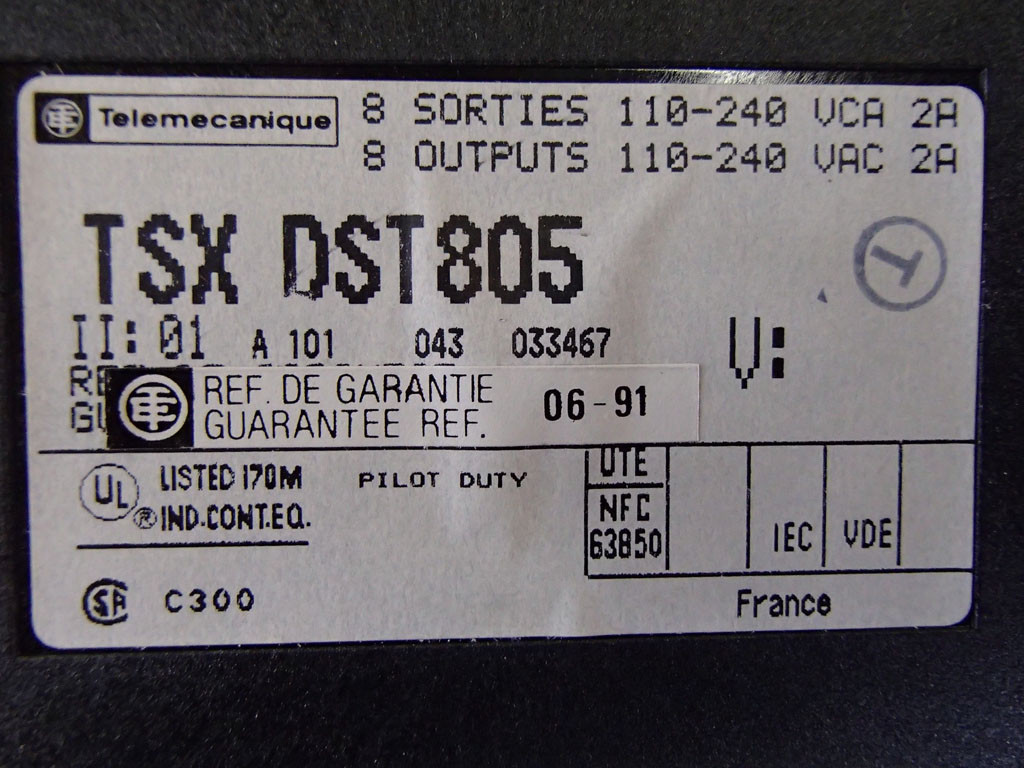 Telemecanique
8 SORTIES 110-240 VCA 2A
8 OUTPUTS 110-240 VAC 2A
TSX DST805
T
II: 01 A 101 043 033467 V:
REF. DE GARANTIE
GUARANTEE REF. 06-91
UL LISTED 170M PILOT DUTY
® IND.CONT.EQ.
UTE
NFC
63850 IEC VDE
SA C300 France